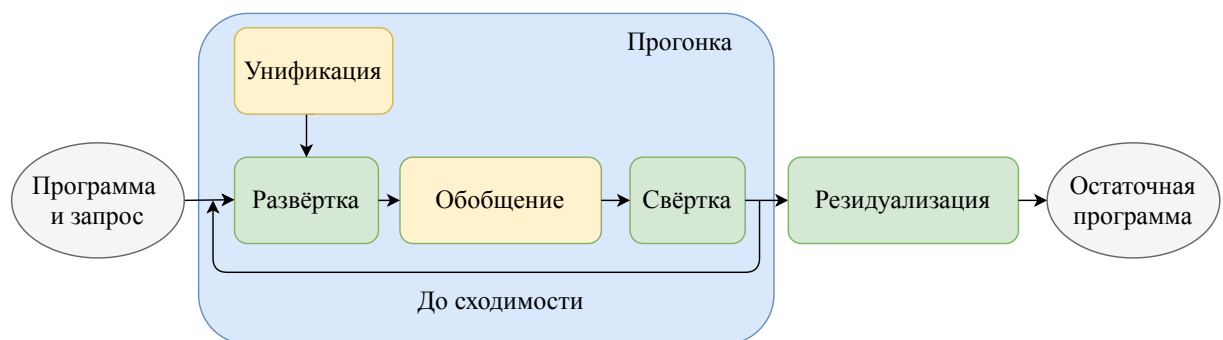 Прогонка
Унификация
Программа
и запрос
Развёртка
Обобщение
Свёртка
Резидуализация
Остаточная
программа
До сходимости